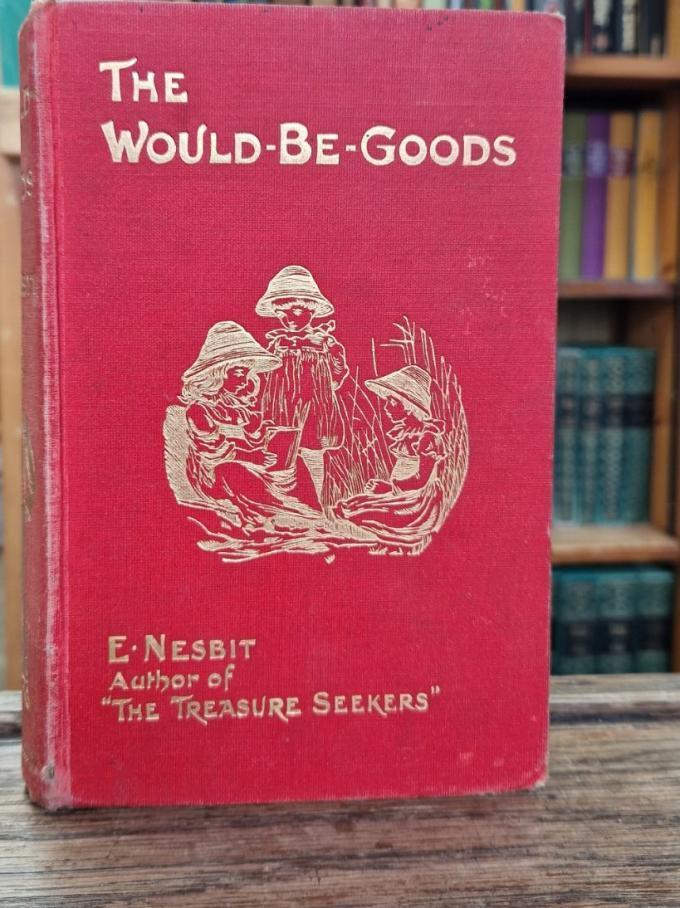 THE
WOULD-BE-GOODS
E. NESBIT
Author of
"THE TREASURE SEEKERS"